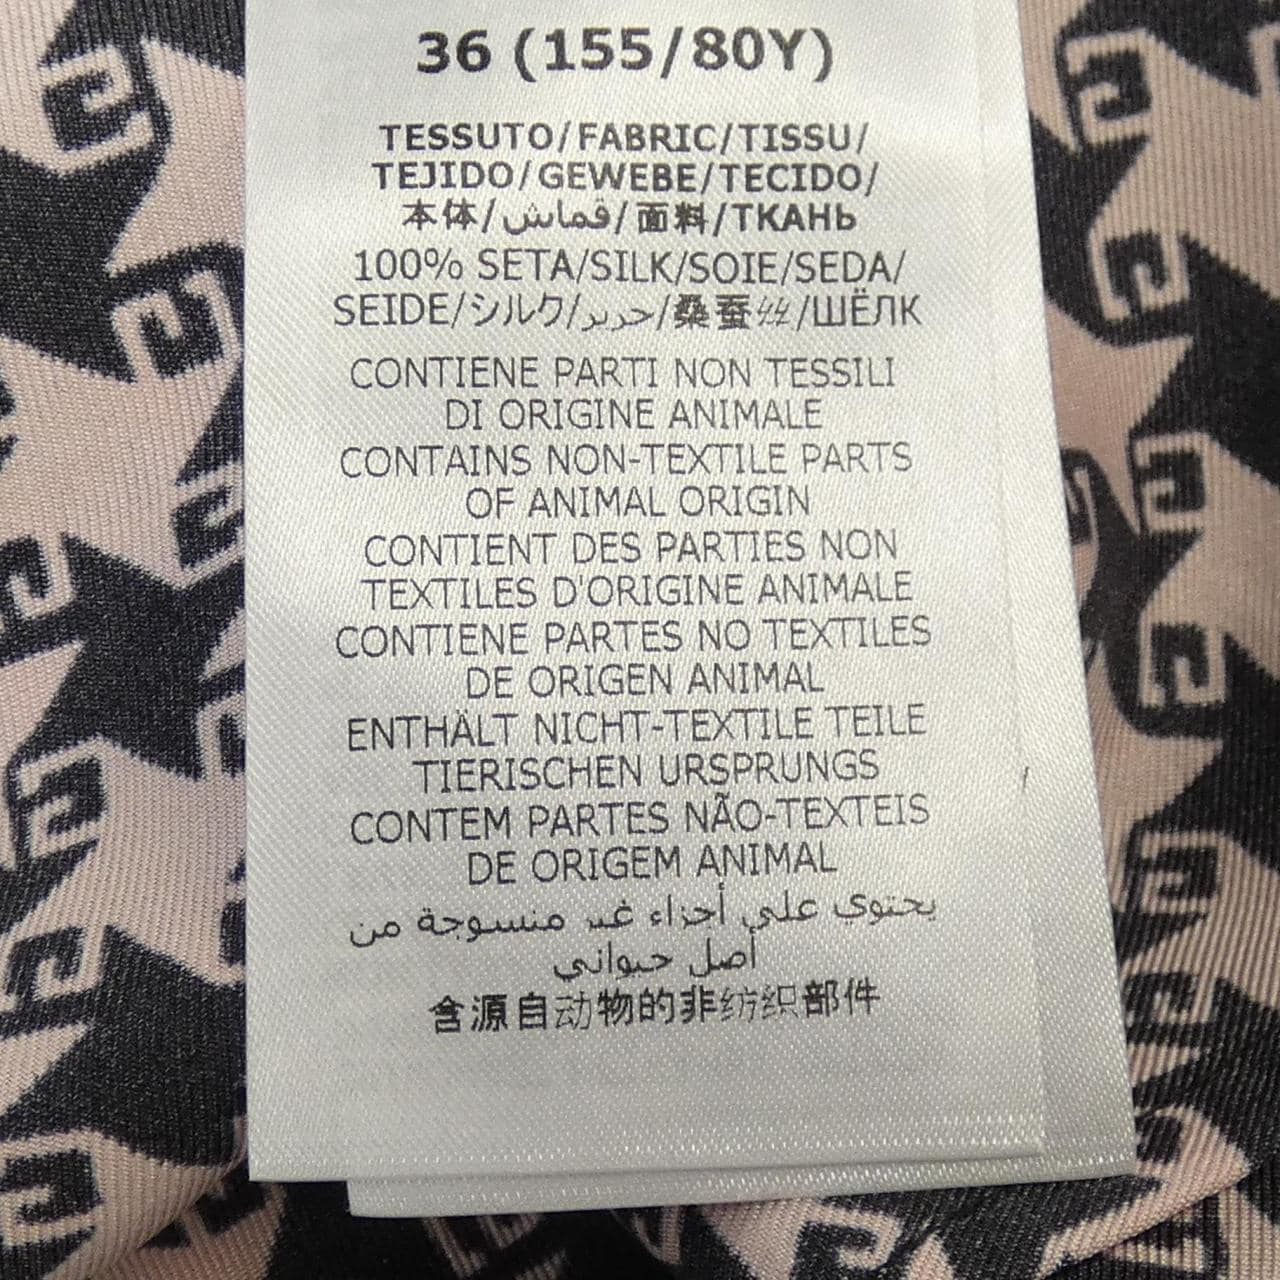 36 (155/80Y)
TESSUTO/FABRIC/TISSU/
TEJIDO/GEWEBE/TECIDO/
本体/قماش/面料/ТКАНЬ
100% SETA/SILK/SOIE/SEDA/
SEIDE/シルク/حرير/桑蚕丝/ШЁЛК
CONTIENE PARTI NON TESSILI
DI ORIGINE ANIMALE
CONTAINS NON-TEXTILE PARTS
OF ANIMAL ORIGIN
CONTIENT DES PARTIES NON
TEXTILES D'ORIGINE ANIMALE
CONTIENE PARTES NO TEXTILES
DE ORIGEN ANIMAL
ENTHÄLT NICHT-TEXTILE TEILE
TIERISCHEN URSPRUNGS
CONTEM PARTES NÃO-TEXTEIS
DE ORIGEM ANIMAL
يحتوي على أجزاء غير منسوجة من
أصل حيواني
含源自动物的非纺织部件